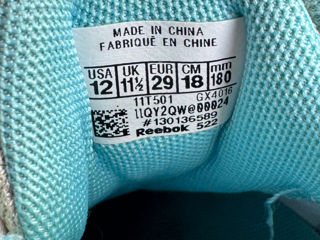 MADE IN CHINA
FABRIQUÉ EN CHINE
USA UK EUR CM mm
12 11½ 29 18 180
11T501 GX4016
1IQY2QW@00024
#130136589
Reebok 522